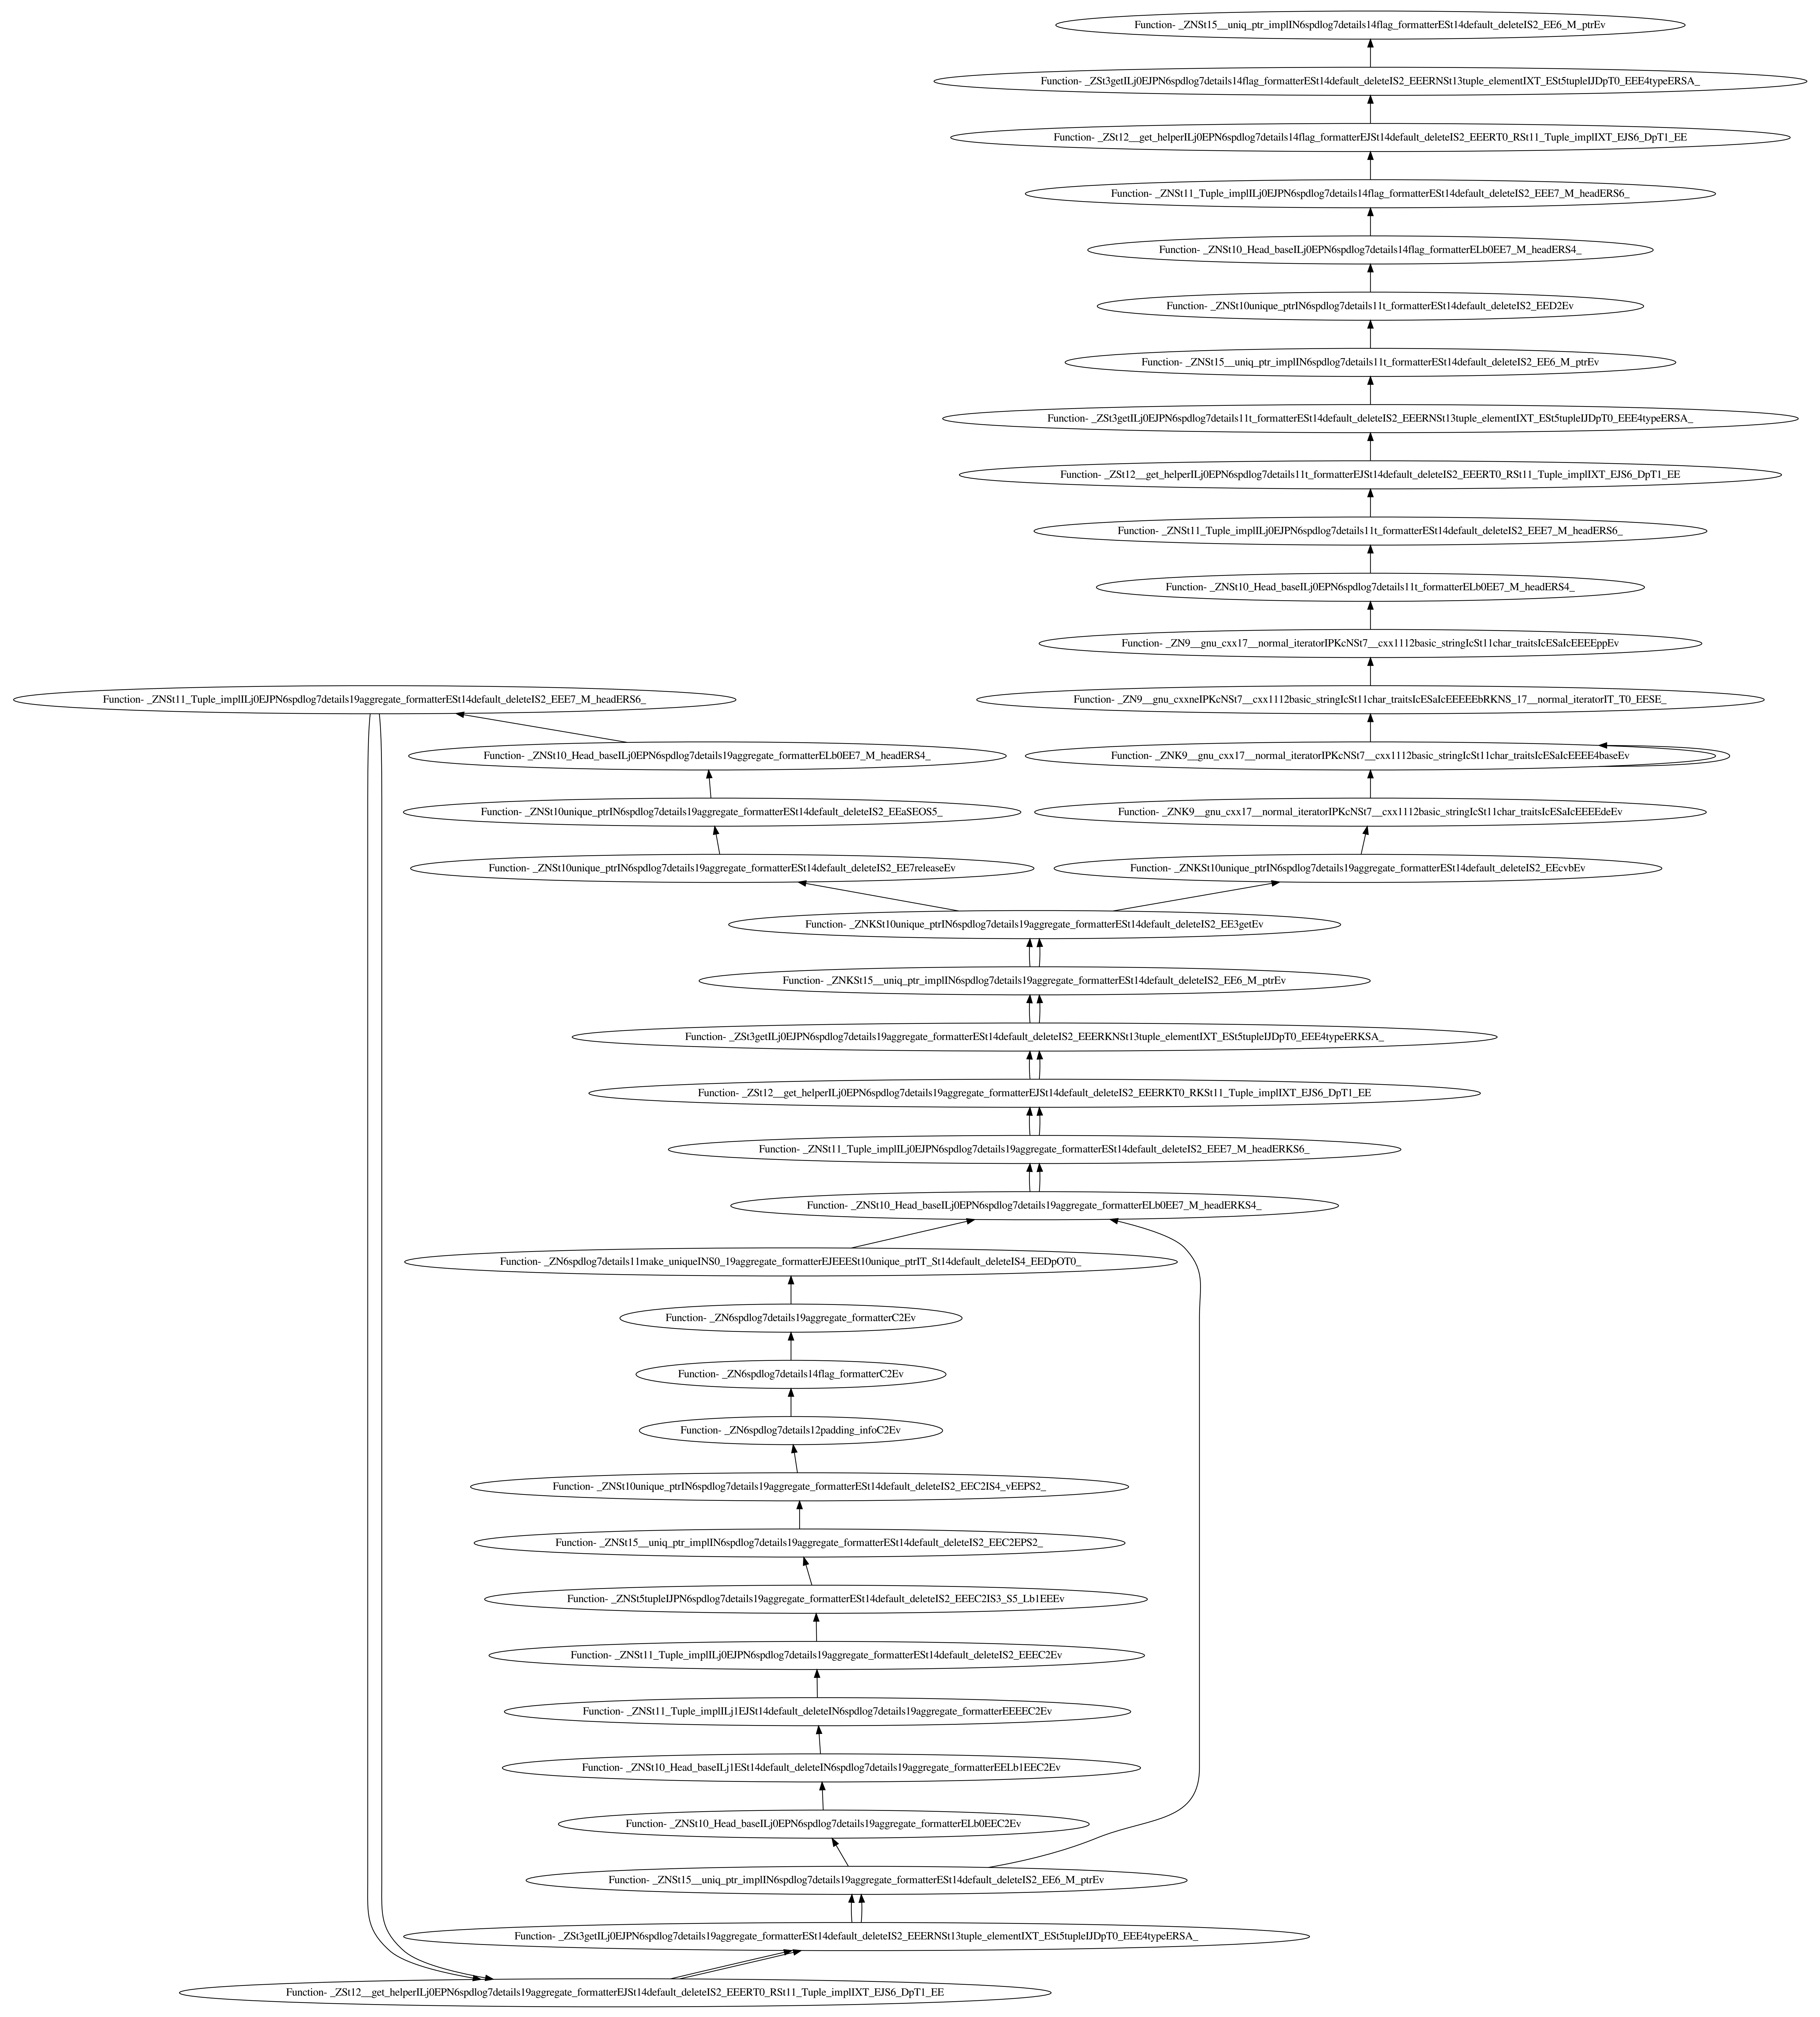 Function- _ZNSt15__uniq_ptr_implIN6spdlog7details14flag_formatterESt14default_deleteIS2_EE6_M_ptrEv
Function- _ZSt3getILj0EJPN6spdlog7details14flag_formatterESt14default_deleteIS2_EEERNSt13tuple_elementIXT_ESt5tupleIJDpT0_EEE4typeERSA_
Function- _ZSt12__get_helperILj0EPN6spdlog7details14flag_formatterEJSt14default_deleteIS2_EEERT0_RSt11_Tuple_implIXT_EJS6_DpT1_EE
Function- _ZNSt11_Tuple_implILj0EJPN6spdlog7details14flag_formatterESt14default_deleteIS2_EEE7_M_headERS6_
Function- _ZNSt10_Head_baseILj0EPN6spdlog7details14flag_formatterELb0EE7_M_headERS4_
Function- _ZNSt10unique_ptrIN6spdlog7details11t_formatterESt14default_deleteIS2_EED2Ev
Function- _ZNSt15__uniq_ptr_implIN6spdlog7details11t_formatterESt14default_deleteIS2_EE6_M_ptrEv
Function- _ZSt3getILj0EJPN6spdlog7details11t_formatterESt14default_deleteIS2_EEERNSt13tuple_elementIXT_ESt5tupleIJDpT0_EEE4typeERSA_
Function- _ZSt12__get_helperILj0EPN6spdlog7details11t_formatterEJSt14default_deleteIS2_EEERT0_RSt11_Tuple_implIXT_EJS6_DpT1_EE
Function- _ZNSt11_Tuple_implILj0EJPN6spdlog7details11t_formatterESt14default_deleteIS2_EEE7_M_headERS6_
Function- _ZNSt10_Head_baseILj0EPN6spdlog7details11t_formatterELb0EE7_M_headERS4_
Function- _ZN9__gnu_cxx17__normal_iteratorIPKcNSt7__cxx1112basic_stringIcSt11char_traitsIcESaIcEEEEppEv
Function- _ZNSt11_Tuple_implILj0EJPN6spdlog7details19aggregate_formatterESt14default_deleteIS2_EEE7_M_headERS6_
Function- _ZN9__gnu_cxxneIPKcNSt7__cxx1112basic_stringIcSt11char_traitsIcESaIcEEEEEbRKNS_17__normal_iteratorIT_T0_EESE_
Function- _ZNSt10_Head_baseILj0EPN6spdlog7details19aggregate_formatterELb0EE7_M_headERS4_
Function- _ZNK9__gnu_cxx17__normal_iteratorIPKcNSt7__cxx1112basic_stringIcSt11char_traitsIcESaIcEEEE4baseEv
Function- _ZNSt10unique_ptrIN6spdlog7details19aggregate_formatterESt14default_deleteIS2_EEaSEOS5_
Function- _ZNK9__gnu_cxx17__normal_iteratorIPKcNSt7__cxx1112basic_stringIcSt11char_traitsIcESaIcEEEEdeEv
Function- _ZNSt10unique_ptrIN6spdlog7details19aggregate_formatterESt14default_deleteIS2_EE7releaseEv
Function- _ZNKSt10unique_ptrIN6spdlog7details19aggregate_formatterESt14default_deleteIS2_EEcvbEv
Function- _ZNKSt10unique_ptrIN6spdlog7details19aggregate_formatterESt14default_deleteIS2_EE3getEv
Function- _ZNKSt15__uniq_ptr_implIN6spdlog7details19aggregate_formatterESt14default_deleteIS2_EE6_M_ptrEv
Function- _ZSt3getILj0EJPN6spdlog7details19aggregate_formatterESt14default_deleteIS2_EEERKNSt13tuple_elementIXT_ESt5tupleIJDpT0_EEE4typeERKSA_
Function- _ZSt12__get_helperILj0EPN6spdlog7details19aggregate_formatterEJSt14default_deleteIS2_EEERKT0_RKSt11_Tuple_implIXT_EJS6_DpT1_EE
Function- _ZNSt11_Tuple_implILj0EJPN6spdlog7details19aggregate_formatterESt14default_deleteIS2_EEE7_M_headERKS6_
Function- _ZNSt10_Head_baseILj0EPN6spdlog7details19aggregate_formatterELb0EE7_M_headERKS4_
Function- _ZN6spdlog7details11make_uniqueINS0_19aggregate_formatterEJEEESt10unique_ptrIT_St14default_deleteIS4_EEDpOT0_
Function- _ZN6spdlog7details19aggregate_formatterC2Ev
Function- _ZN6spdlog7details14flag_formatterC2Ev
Function- _ZN6spdlog7details12padding_infoC2Ev
Function- _ZNSt10unique_ptrIN6spdlog7details19aggregate_formatterESt14default_deleteIS2_EEC2IS4_vEEPS2_
Function- _ZNSt15__uniq_ptr_implIN6spdlog7details19aggregate_formatterESt14default_deleteIS2_EEC2EPS2_
Function- _ZNSt5tupleIJPN6spdlog7details19aggregate_formatterESt14default_deleteIS2_EEEC2IS3_S5_Lb1EEEv
Function- _ZNSt11_Tuple_implILj0EJPN6spdlog7details19aggregate_formatterESt14default_deleteIS2_EEEC2Ev
Function- _ZNSt11_Tuple_implILj1EJSt14default_deleteIN6spdlog7details19aggregate_formatterEEEEC2Ev
Function- _ZNSt10_Head_baseILj1ESt14default_deleteIN6spdlog7details19aggregate_formatterEELb1EEC2Ev
Function- _ZNSt10_Head_baseILj0EPN6spdlog7details19aggregate_formatterELb0EEC2Ev
Function- _ZNSt15__uniq_ptr_implIN6spdlog7details19aggregate_formatterESt14default_deleteIS2_EE6_M_ptrEv
Function- _ZSt3getILj0EJPN6spdlog7details19aggregate_formatterESt14default_deleteIS2_EEERNSt13tuple_elementIXT_ESt5tupleIJDpT0_EEE4typeERSA_
Function- _ZSt12__get_helperILj0EPN6spdlog7details19aggregate_formatterEJSt14default_deleteIS2_EEERT0_RSt11_Tuple_implIXT_EJS6_DpT1_EE